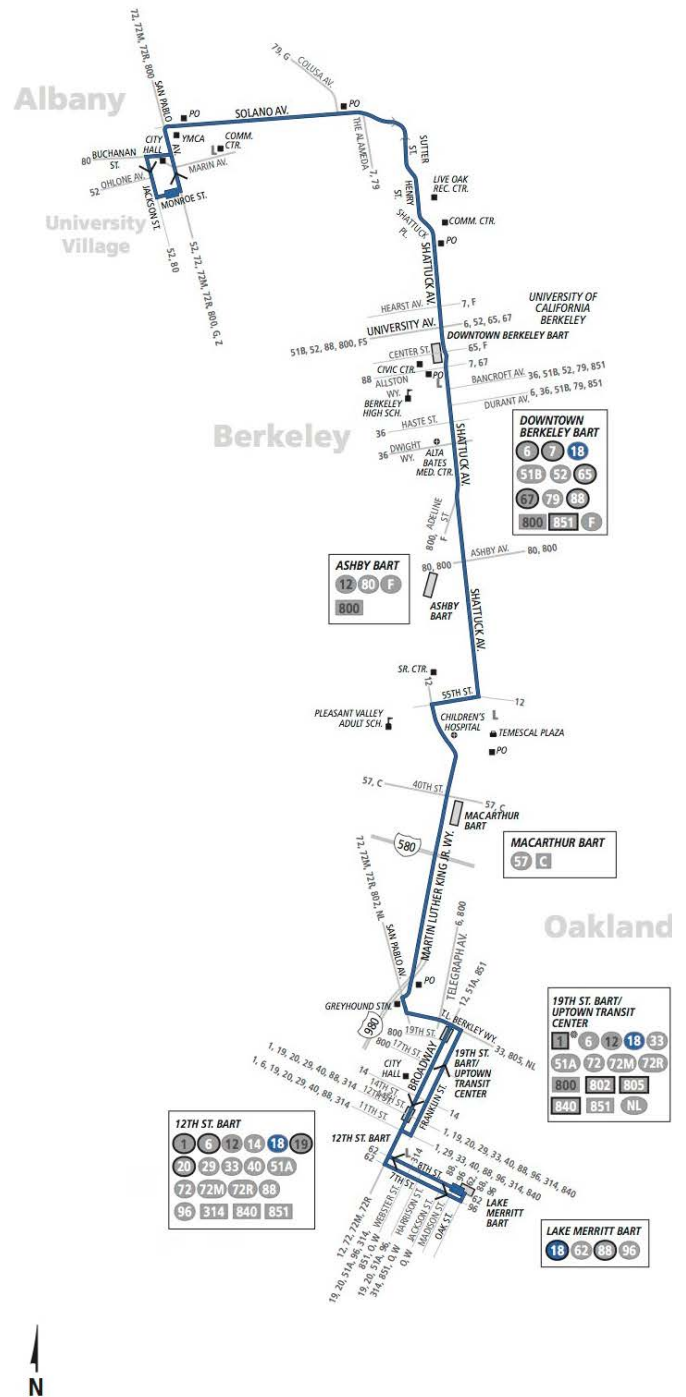 72, 72M, 72R, 800
SAN PABLO AV.
79, G
COLUSA AV.
Albany
PO
SOLANO AV.
PO
CITY HALL
YMCA
L
COMM. CTR.
80
BUCHANAN ST.
MARIN AV.
52
OHLONE AV.
JACKSON ST.
MONROE ST.
THE ALAMEDA
7, 79
SUTTER ST.
HENRY ST.
LIVE OAK
REC. CTR.
SHATTUCK PL.
COMM. CTR.
PO
University
Village
52, 80
52, 72, 72M, 72R, 800, G, Z
SHATTUCK AV.
HEARST AV.
7, F
UNIVERSITY OF
CALIFORNIA
BERKELEY
UNIVERSITY AV.
6, 52, 65, 67
51B, 52, 88, 800, FS
DOWNTOWN BERKELEY BART
CENTER ST.
65, F
CIVIC CTR.
7, 67
88
ALLSTON WY.
PO
L
BANCROFT AV.
36, 51B, 52, 79, 851
BERKELEY
HIGH SCH.
DURANT AV.
6, 36, 51B, 79, 851
36
HASTE ST.
Berkeley
36
DWIGHT WY.
ALTA
BATES
MED. CTR.
SHATTUCK AV.
DOWNTOWN
BERKELEY BART
6 7 18
51B 52 65
67 79 88
800 851 F
800, F
ADELINE ST
80, 800
ASHBY AV.
80, 800
ASHBY BART
12 80 F
800
ASHBY
BART
SHATTUCK AV.
SR. CTR.
12
55TH ST.
12
PLEASANT VALLEY
ADULT SCH.
CHILDREN'S
HOSPITAL
L
TEMESCAL PLAZA
PO
57, C
40TH ST.
57, C
MACARTHUR
BART
580
MACARTHUR BART
57 C
72, 72M, 72R, 802, NL
SAN PABLO AV.
MARTIN LUTHER KING JR. WY.
TELEGRAPH AV.
6, 800
Oakland
PO
12, 51A, 851
GREYHOUND STN.
980
T.L. BERKLEY WY.
33, 805, NL
800
19TH ST.
800
17TH ST.
BROADWAY
19TH ST.
BART/
UPTOWN
TRANSIT
CENTER
19TH ST. BART/
UPTOWN TRANSIT
CENTER
1 6 12 18 33
51A 72 72M 72R
800 802 805
840 851 NL
CITY
HALL
14
14TH ST.
14
1, 19, 20, 29, 40, 88, 314
12TH ST.
1, 6, 19, 20, 29, 40, 88, 314
11TH ST.
FRANKLIN ST.
1, 19, 20, 29, 33, 40, 88, 96, 314, 840
1, 29, 33, 40, 88, 96, 314, 840
12TH ST. BART
12TH ST. BART
1 6 12 14 18 19
20 29 33 40 51A
72 72M 72R 88
96 314 840 851
62
62
L
314
8TH ST.
7TH ST.
88, 96
62
88, 96
62
96
LAKE
MERRITT
BART
LAKE MERRITT BART
18 62 88 96
12, 72, 72M, 72R
WEBSTER ST.
19, 20, 51A, 96, 314,
851, O, W
HARRISON ST.
19, 20, 51A, 96,
314, 851, O, W
JACKSON ST.
O, W
MADISON ST.
OAK ST.
N